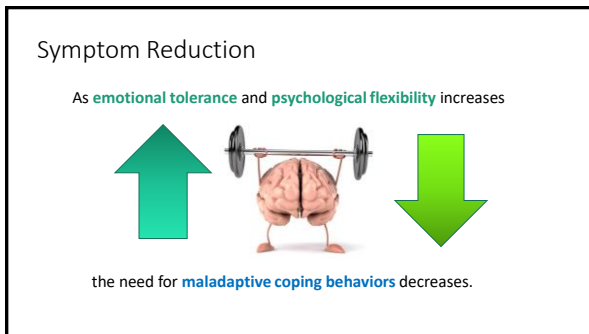 Symptom Reduction
As emotional tolerance and psychological flexibility increases
the need for maladaptive coping behaviors decreases.